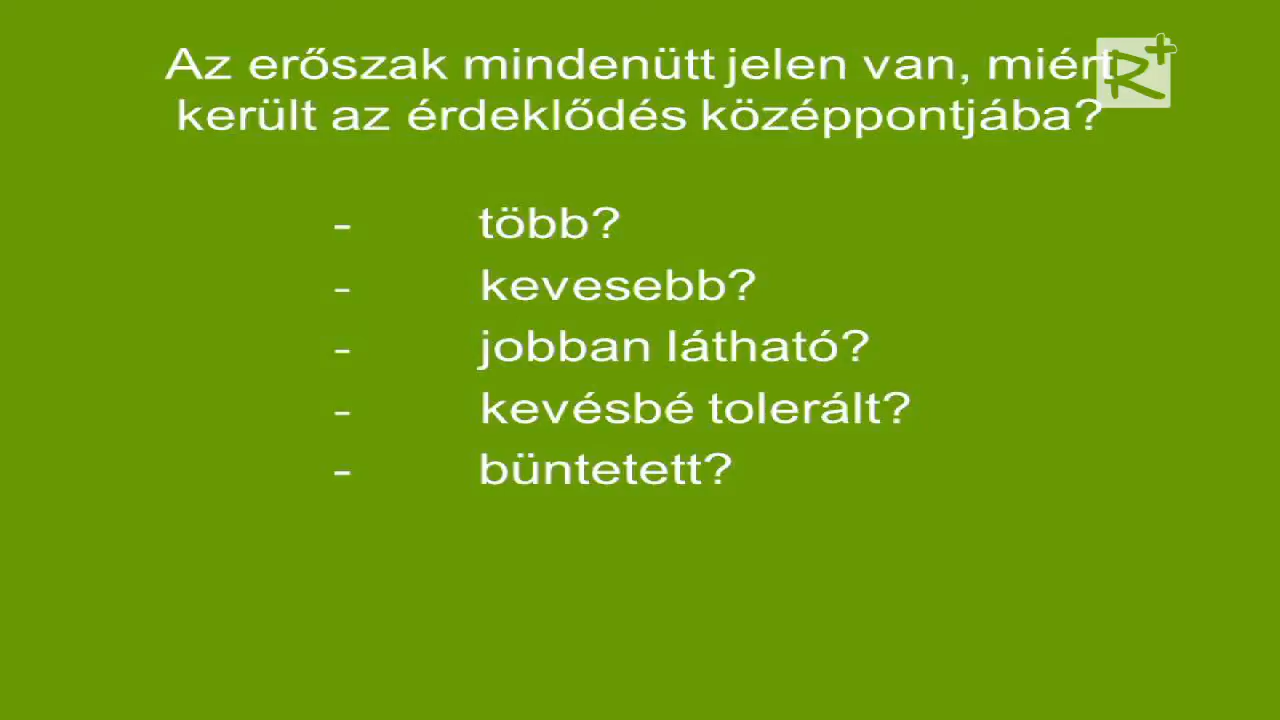 Az erőszak mindenütt jelen van, miért
került az érdeklődés középpontjába?
R+
- több?
- kevesebb?
- jobban látható?
- kevésbé tolerált?
- büntetett?